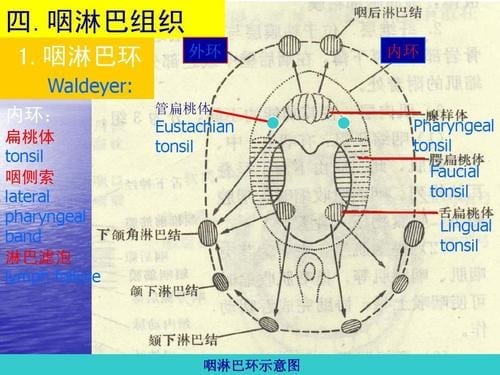 四. 咽淋巴组织
1. 咽淋巴环
Waldeyer:
内环：
扁桃体
tonsil
咽侧索
lateral
pharyngeal
band
淋巴滤泡
外环
内环
咽后淋巴结
管扁桃体
Eustachian
tonsil
腺样体
Pharyngeal
tonsil
腭扁桃体
Faucial
tonsil
舌扁桃体
Lingual
tonsil
下颌角淋巴结
颌下淋巴结
颏下淋巴结
咽淋巴环示意图